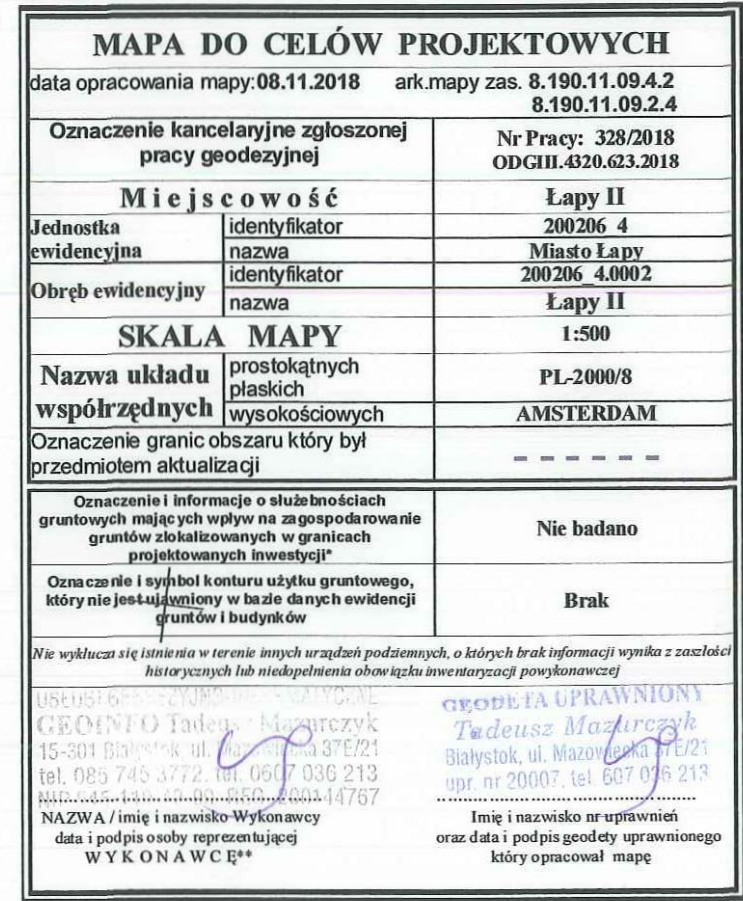 MAPA DO CELÓW PROJEKTOWYCH
data opracowania mapy:08.11.2018 ark.mapy zas. 8.190.11.09.4.2
8.190.11.09.2.4
Oznaczenie kancelaryjne zgłoszonej
pracy geodezyjnej
Nr Pracy: 328/2018
ODGIII.4320.623.2018
Miejscowość
Łapy II
Jednostka
ewidencyjna
identyfikator
200206_4
nazwa
Miasto Łapy
Obręb ewidencyjny
identyfikator
200206_4.0002
nazwa
Łapy II
SKALA MAPY
1:500
Nazwa układu
współrzędnych
prostokątnych
płaskich
PL-2000/8
wysokościowych
AMSTERDAM
Oznaczenie granic obszaru który był
przedmiotem aktualizacji
Oznaczenie i informacje o służebnościach
gruntowych mających wpływ na zagospodarowanie
gruntów zlokalizowanych w granicach
projektowanych inwestycji*
Nie badano
Oznaczenie i symbol konturu użytku gruntowego,
który nie jest ujawniony w bazie danych ewidencji
gruntów i budynków
Brak
Nie wyklucza się istnienia w terenie innych urządzeń podziemnych, o których brak informacji wynika z zaszłości
historycznych lub niedopełnienia obowiązku inwentaryzacji powykonawczej
GEOINFO Tadeusz Mazurczyk
15-301 Białystok, ul. Mazowiecka 37E/21
tel. 085 745 3772, tel. 0607 036 213
NAZWA / imię i nazwisko Wykonawcy
data i podpis osoby reprezentującej
WYKONAWCĘ**
GEODETA UPRAWNIONY
Tadeusz Mazurczyk
Białystok, ul. Mazowiecka 37E/21
upr. nr 20007, tel. 607 036 213
Imię i nazwisko nr uprawnień
oraz data i podpis geodety uprawnionego
który opracował mapę